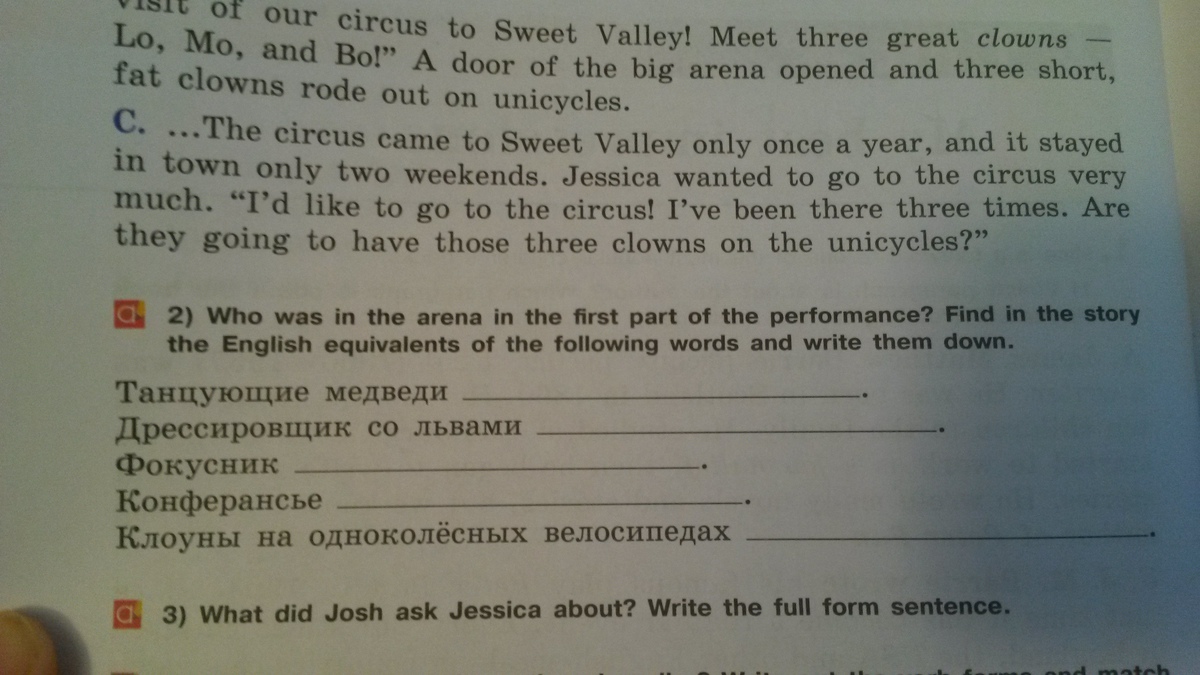 visit of our circus to Sweet Valley! Meet three great clowns —
Lo, Mo, and Bo!” A door of the big arena opened and three short,
fat clowns rode out on unicycles.
C. ...The circus came to Sweet Valley only once a year, and it stayed
in town only two weekends. Jessica wanted to go to the circus very
much. “I’d like to go to the circus! I’ve been there three times. Are
they going to have those three clowns on the unicycles?”
a 2) Who was in the arena in the first part of the performance? Find in the story
the English equivalents of the following words and write them down.
Танцующие медведи .
Дрессировщик со львами .
Фокусник .
Конферансье .
Клоуны на одноколёсных велосипедах .
a 3) What did Josh ask Jessica about? Write the full form sentence.
forms and match